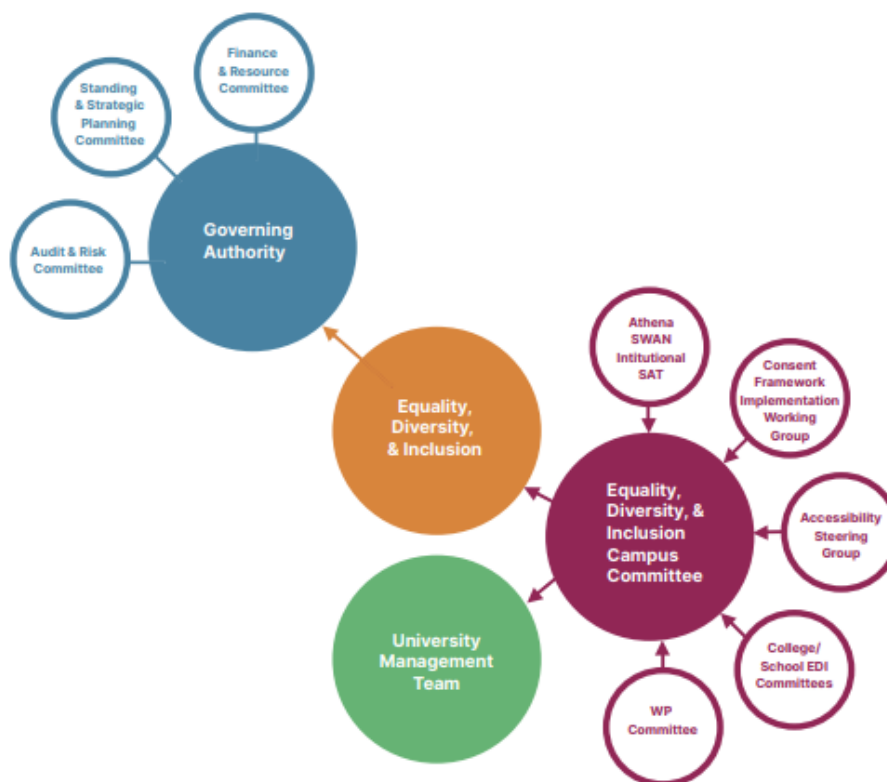 Finance
& Resource
Committee
Standing
& Strategic
Planning
Committee
Governing
Authority
Audit & Risk
Committee
Athena
SWAN
Intitutional
SAT
Consent
Framework
Implementation
Working
Group
Equality,
Diversity,
& Inclusion
Equality,
Diversity, &
Inclusion
Campus
Committee
Accessibility
Steering
Group
University
Management
Team
College/
School EDI
Committees
WP
Committee